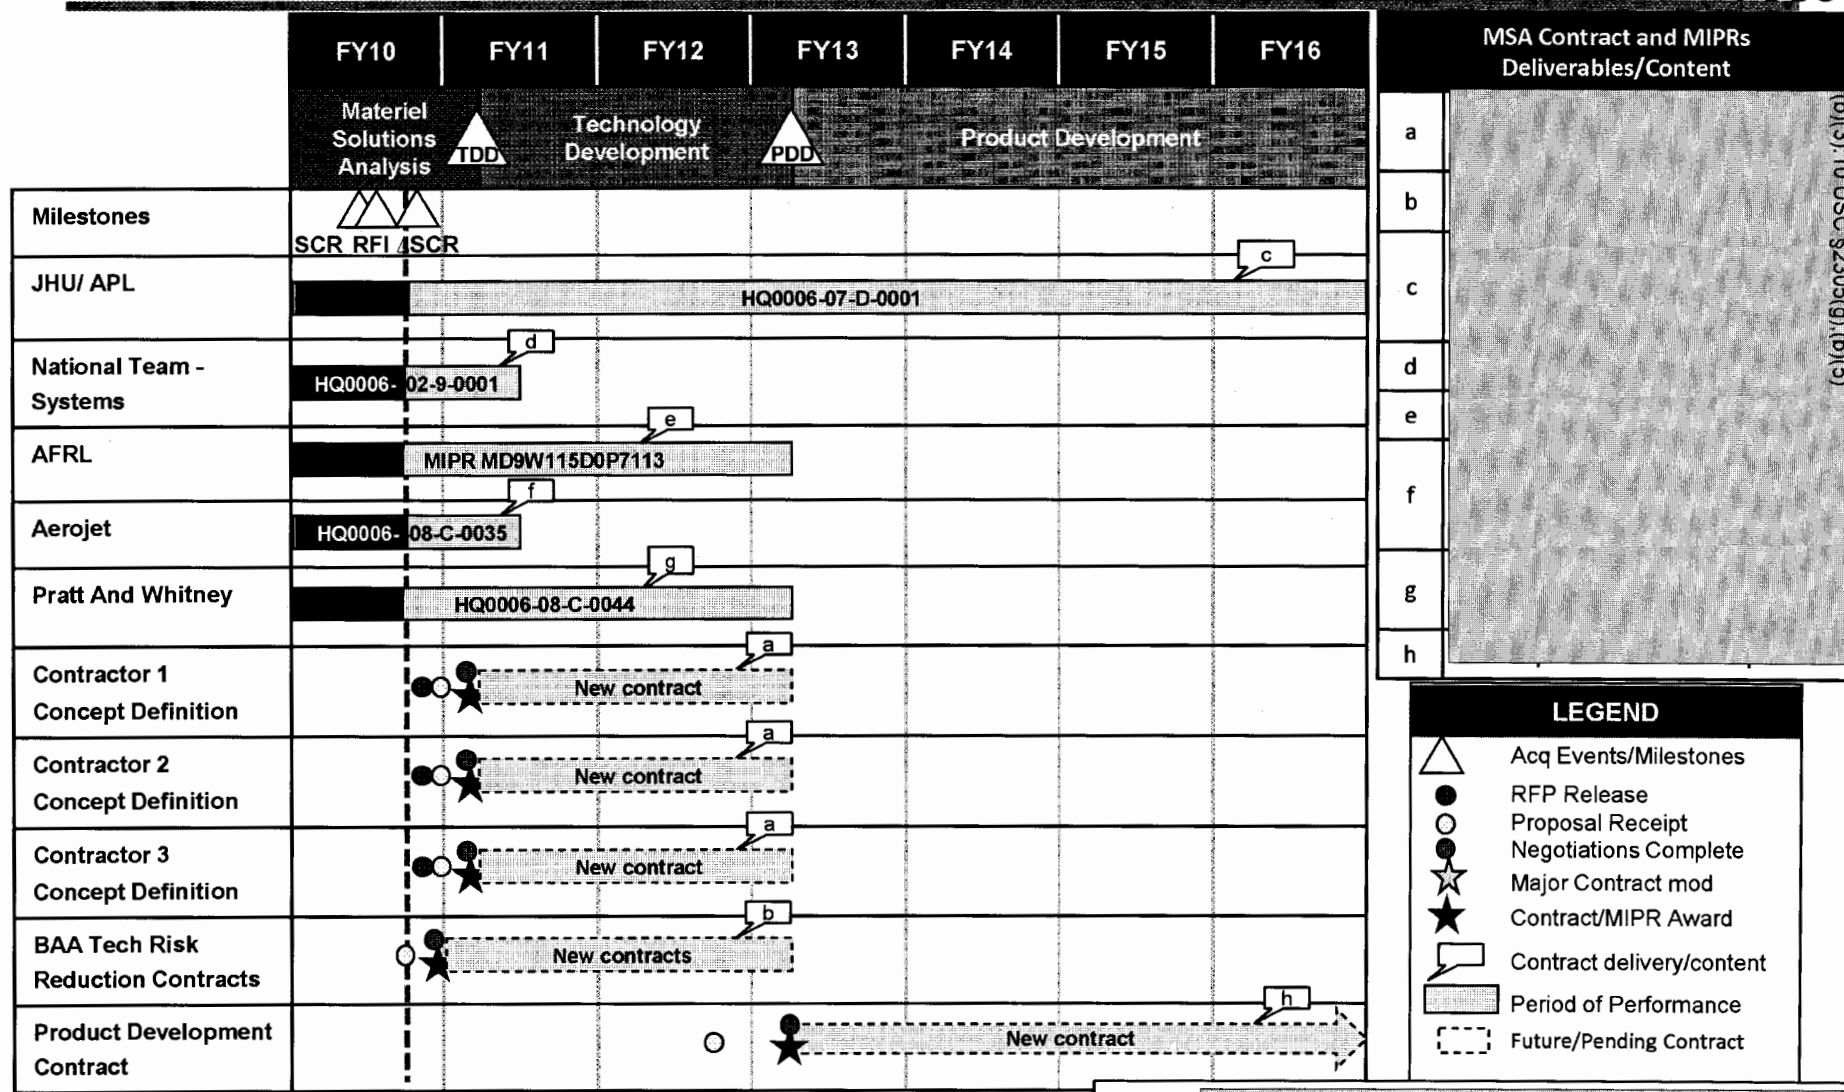 FY10 FY11 FY12 FY13 FY14 FY15 FY16
Materiel
Solutions
Analysis
TDD
Technology
Development
PDD
Product Development
Milestones
SCR RFI ΔSCR
JHU/ APL
c
HQ0006-07-D-0001
National Team -
Systems
d
HQ0006-02-9-0001
AFRL
e
MIPR MD9W115D0P7113
Aerojet
f
HQ0006-08-C-0035
Pratt And Whitney
g
HQ0006-08-C-0044
Contractor 1
Concept Definition
a
New contract
Contractor 2
Concept Definition
a
New contract
Contractor 3
Concept Definition
a
New contract
BAA Tech Risk
Reduction Contracts
b
New contracts
Product Development
Contract
h
New contract
MSA Contract and MIPRs
Deliverables/Content
a
b
c
d
e
f
g
h
LEGEND
Acq Events/Milestones
RFP Release
Proposal Receipt
Negotiations Complete
Major Contract mod
Contract/MIPR Award
Contract delivery/content
Period of Performance
Future/Pending Contract